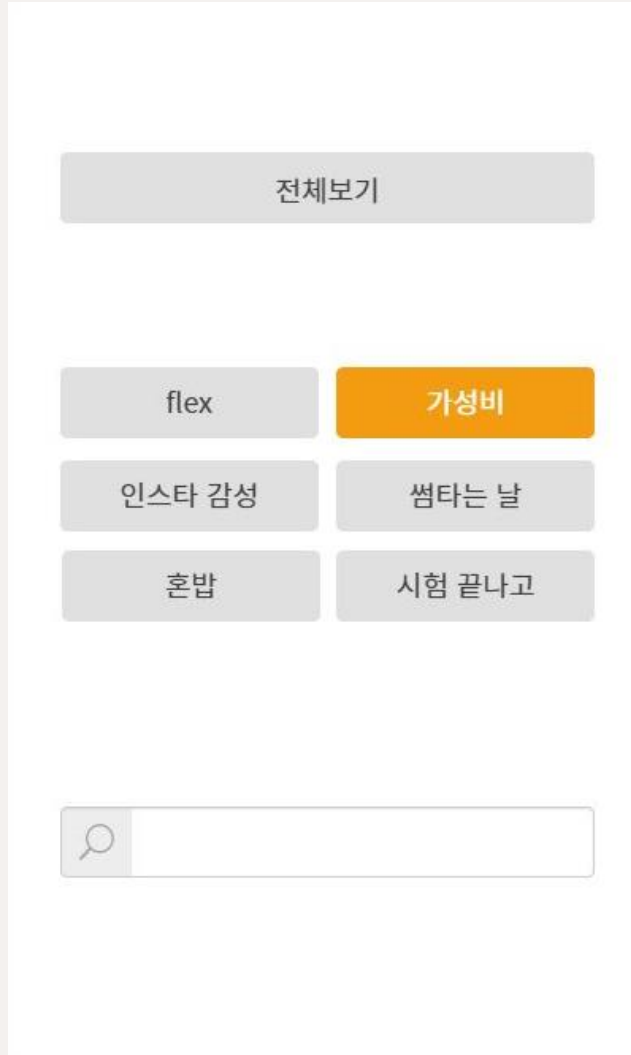 전체보기
flex
가성비
인스타 감성
썸타는 날
혼밥
시험 끝나고